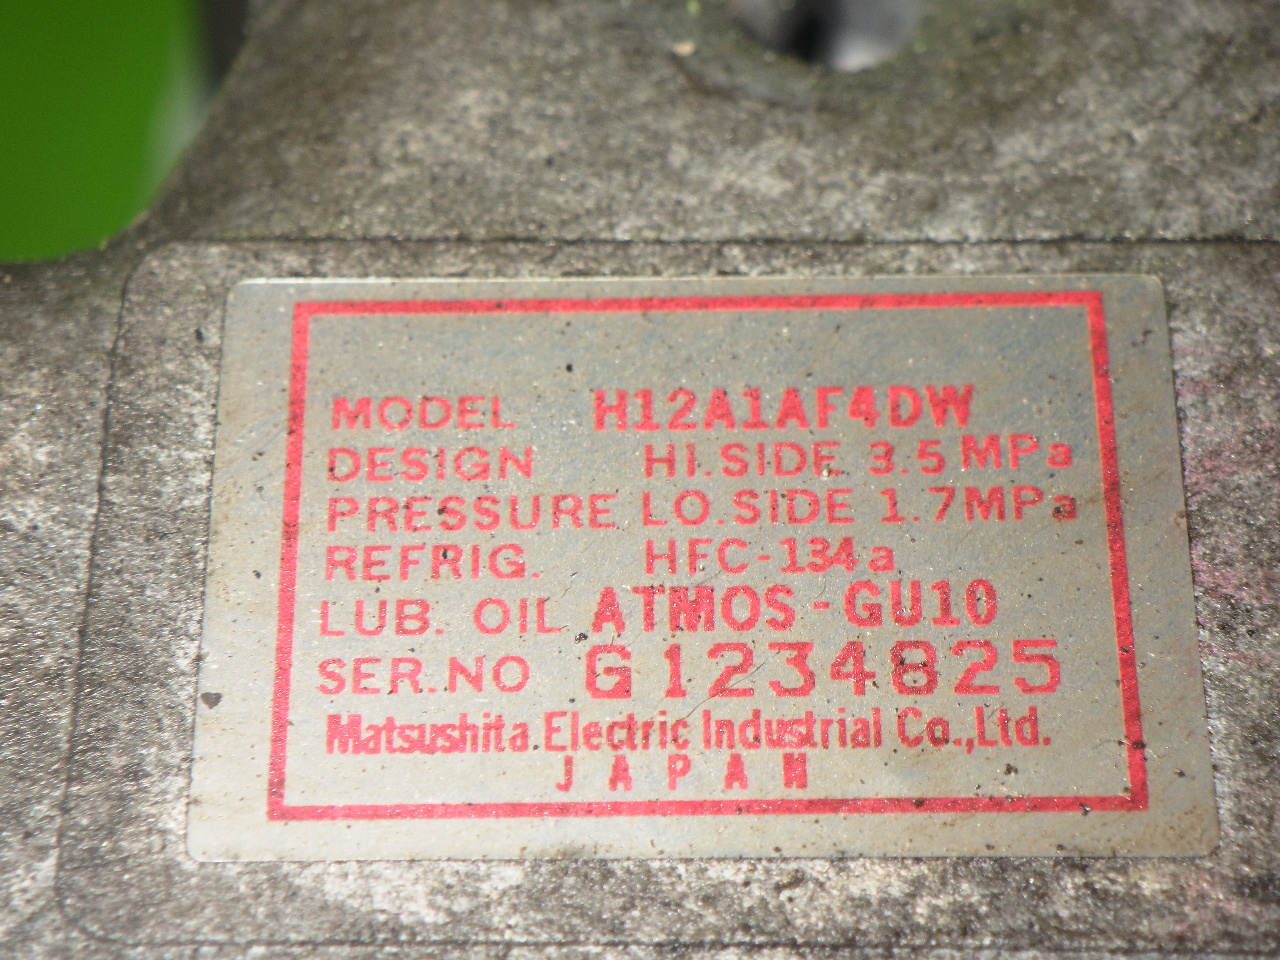 MODEL H12A1AF4DW
DESIGN HI.SIDE 3.5 MPa
PRESSURE LO.SIDE 1.7MPa
REFRIG. HFC-134a
LUB. OIL ATMOS-GU10
SER.NO G1234825
Matsushita Electric Industrial Co.,Ltd.
JAPAN